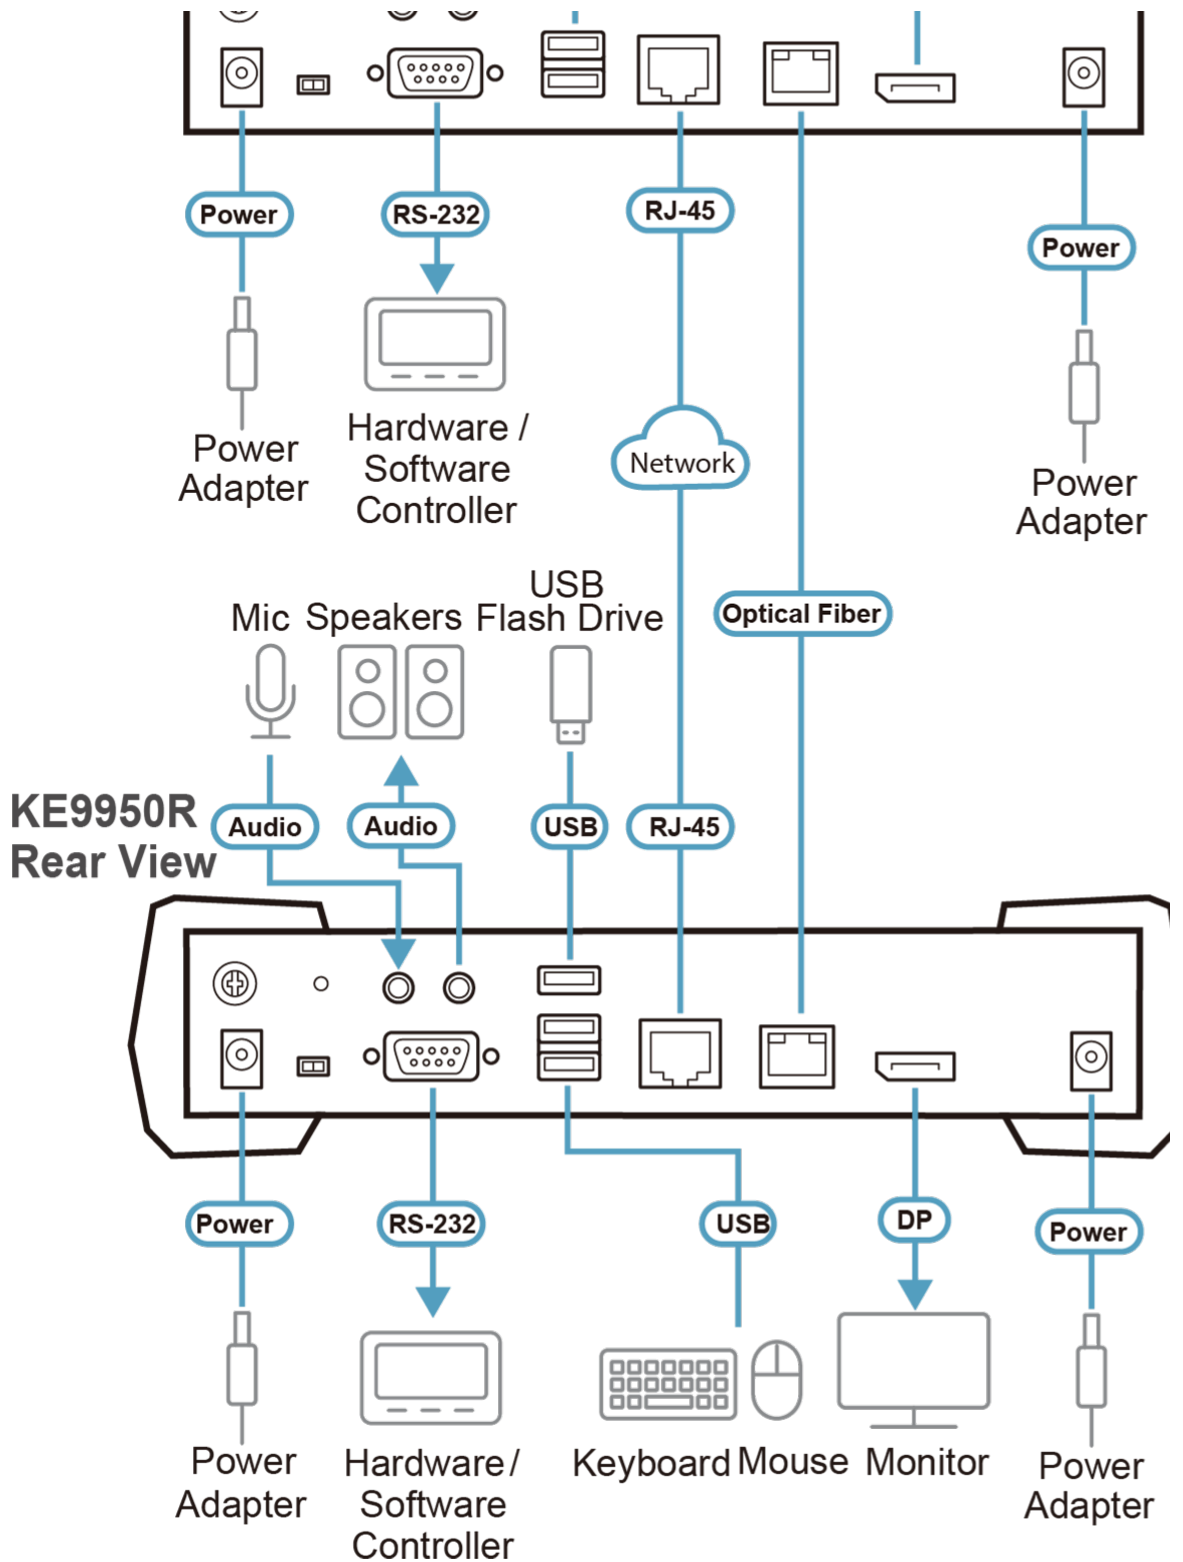 Power
RS-232
RJ-45
Power
Hardware /
Software
Controller
Power
Adapter
Network
Power
Adapter
USB
Flash Drive
Mic
Speakers
Optical Fiber
KE9950R
Rear View
Audio
Audio
USB
RJ-45
Power
RS-232
USB
DP
Power
Power
Adapter
Hardware /
Software
Controller
Keyboard
Mouse
Monitor
Power
Adapter